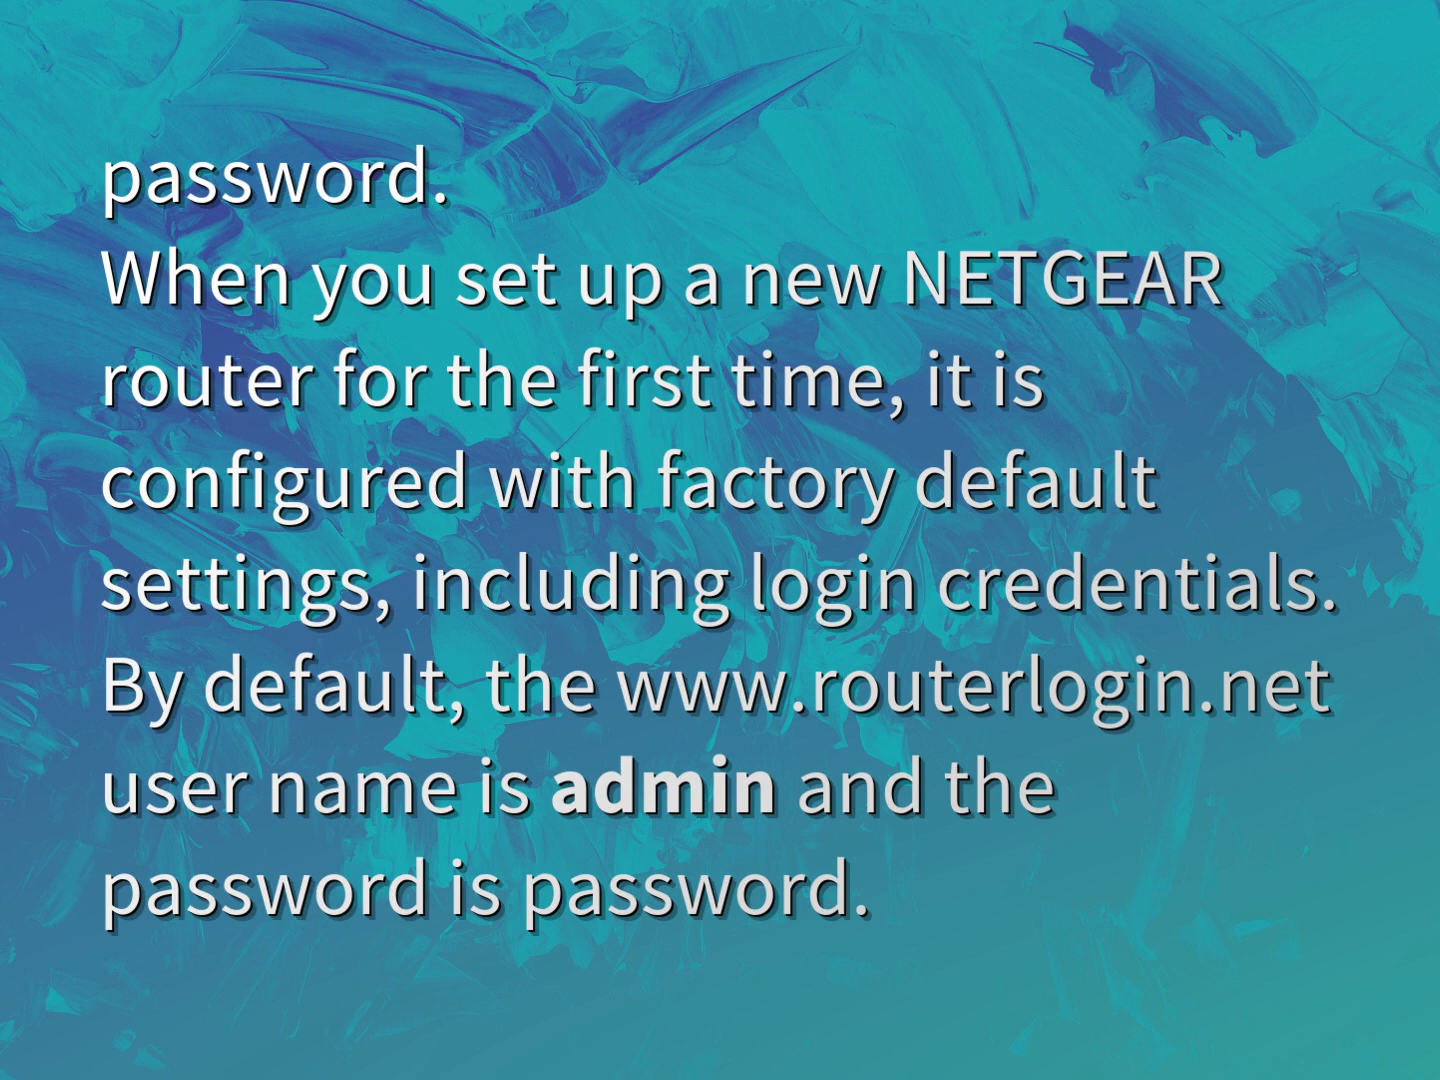 password.
When you set up a new NETGEAR
router for the first time, it is
configured with factory default
settings, including login credentials.
By default, the www.routerlogin.net
user name is admin and the
password is password.